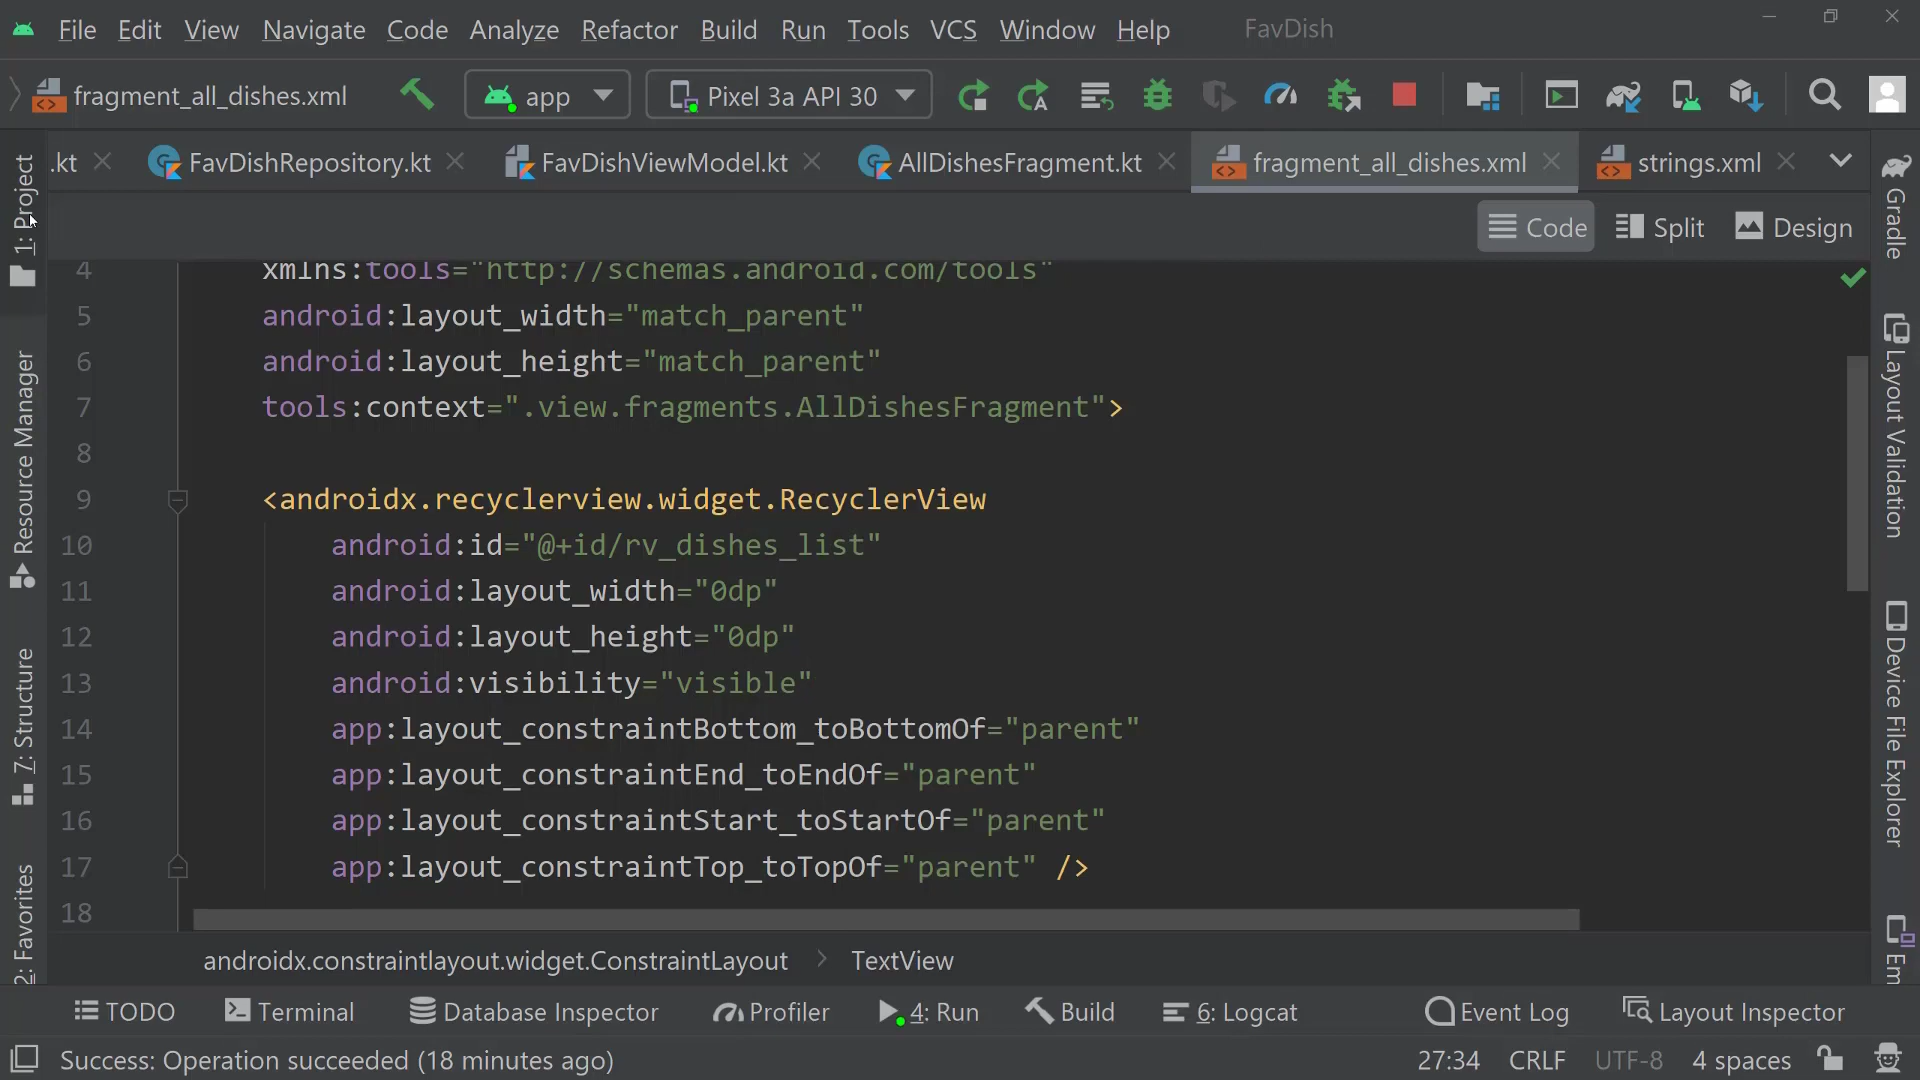 File Edit View Navigate Code Analyze Refactor Build Run Tools VCS Window Help FavDish
fragment_all_dishes.xml app Pixel 3a API 30
.kt FavDishRepository.kt FavDishViewModel.kt AllDishesFragment.kt fragment_all_dishes.xml strings.xml
Code Split Design
4 xmlns:tools="http://schemas.android.com/tools"
5 android:layout_width="match_parent"
6 android:layout_height="match_parent"
7 tools:context=".view.fragments.AllDishesFragment">
8
9 <androidx.recyclerview.widget.RecyclerView
10 android:id="@+id/rv_dishes_list"
11 android:layout_width="0dp"
12 android:layout_height="0dp"
13 android:visibility="visible"
14 app:layout_constraintBottom_toBottomOf="parent"
15 app:layout_constraintEnd_toEndOf="parent"
16 app:layout_constraintStart_toStartOf="parent"
17 app:layout_constraintTop_toTopOf="parent" />
18
1: Project
Resource Manager
7: Structure
2: Favorites
Gradle
Layout Validation
Device File Explorer
Em
androidx.constraintlayout.widget.ConstraintLayout TextView
TODO Terminal Database Inspector Profiler 4: Run Build 6: Logcat Event Log Layout Inspector
Success: Operation succeeded (18 minutes ago) 27:34 CRLF UTF-8 4 spaces